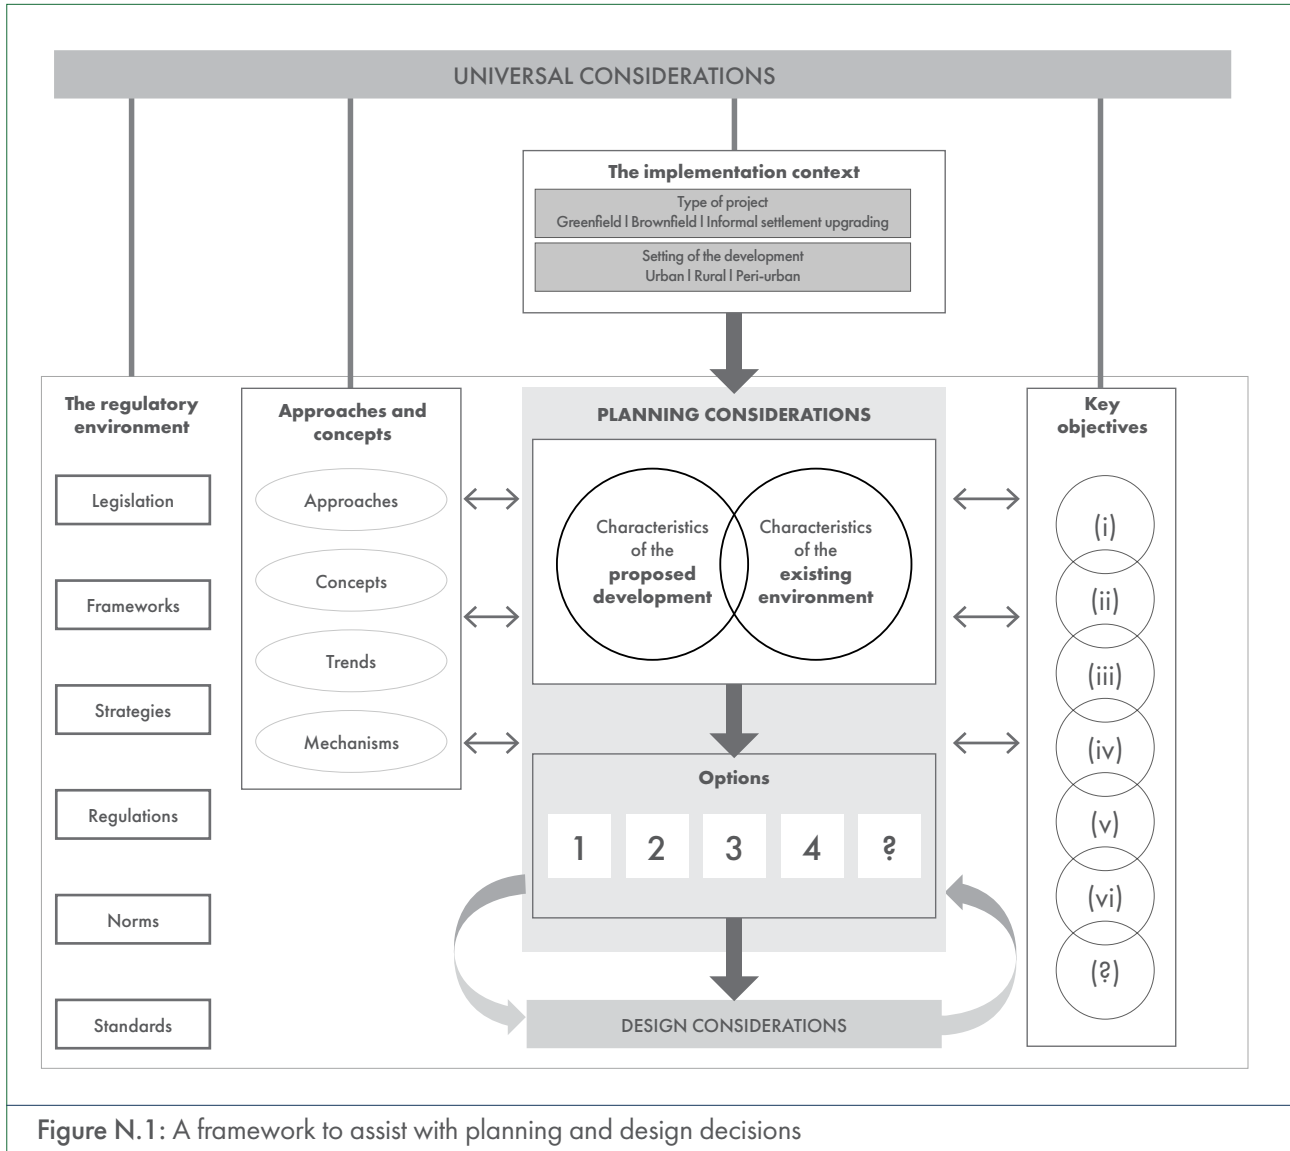 UNIVERSAL CONSIDERATIONS
The implementation context
Type of project
Greenfield | Brownfield | Informal settlement upgrading
Setting of the development
Urban | Rural | Peri-urban
The regulatory
environment
Legislation
Frameworks
Strategies
Regulations
Norms
Standards
Approaches and
concepts
Approaches
Concepts
Trends
Mechanisms
PLANNING CONSIDERATIONS
Characteristics
of the
proposed
development
Characteristics
of the
existing
environment
Options
1 2 3 4 ?
DESIGN CONSIDERATIONS
Key
objectives
(i)
(ii)
(iii)
(iv)
(v)
(vi)
(?)
Figure N.1: A framework to assist with planning and design decisions